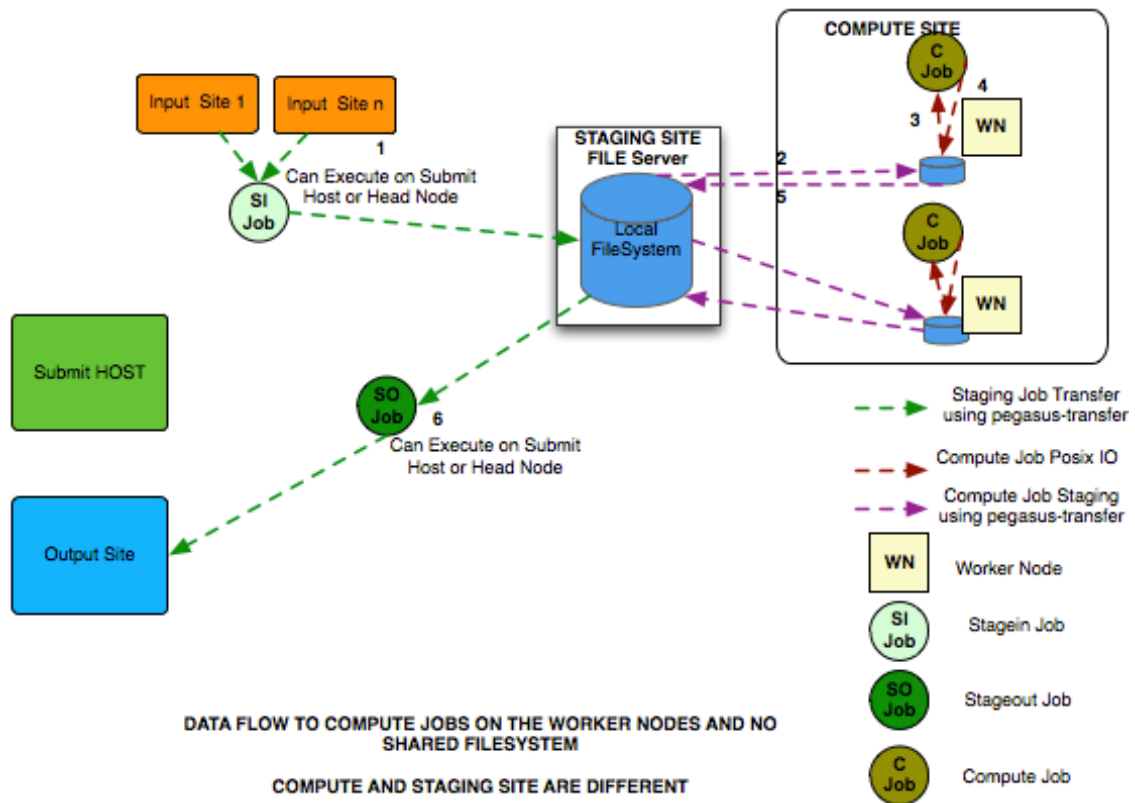 COMPUTE SITE
C
Job
4
3
WN
Input Site 1
Input Site n
1
STAGING SITE
FILE Server
2
Can Execute on Submit
Host or Head Node
SI
Job
5
Local
FileSystem
C
Job
WN
Submit HOST
SO
Job
6
Can Execute on Submit
Host or Head Node
Staging Job Transfer
using pegasus-transfer
Compute Job Posix IO
Compute Job Staging
using pegasus-transfer
Output Site
WN
Worker Node
SI
Job
Stagein Job
SO
Job
Stageout Job
DATA FLOW TO COMPUTE JOBS ON THE WORKER NODES AND NO
SHARED FILESYSTEM
COMPUTE AND STAGING SITE ARE DIFFERENT
C
Job
Compute Job